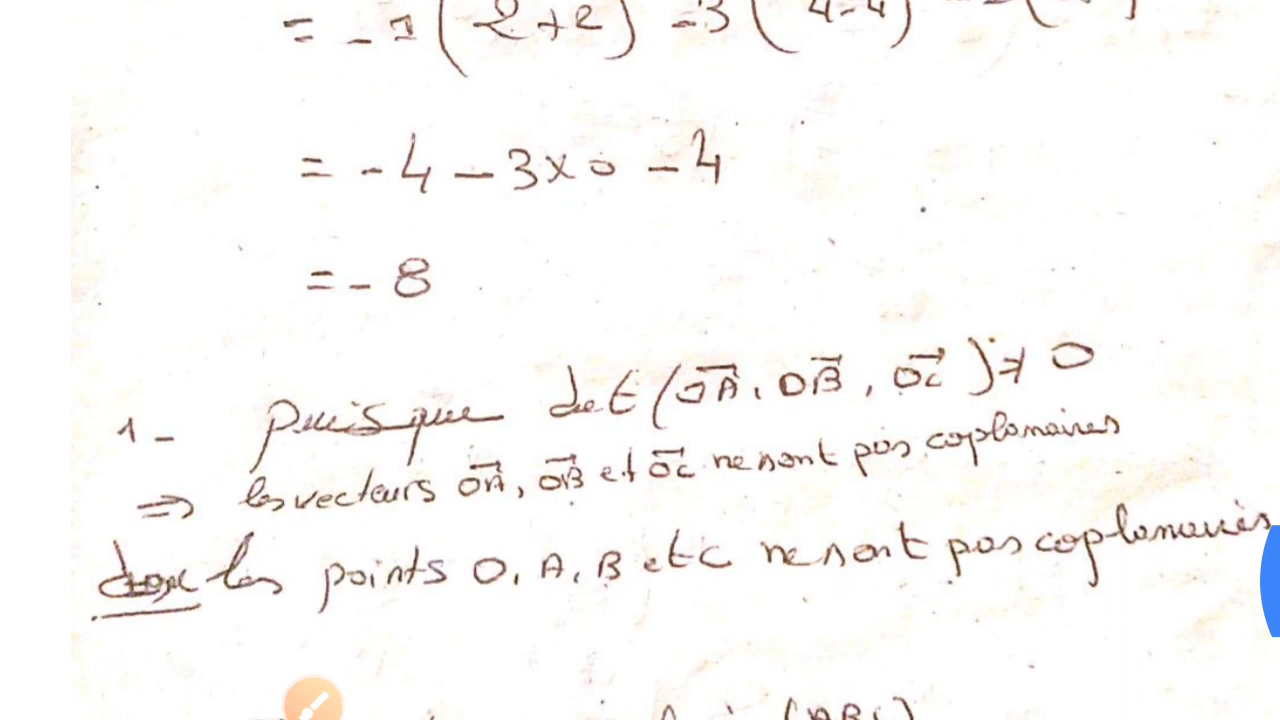 = -1(2+2) -3(4-4)
= -4 - 3x0 - 4
= - 8
1- puisque det(OA, OB, OC) ≠ 0
=> les vecteurs OA, OB et OC ne sont pas coplanaires
donc les points O, A, B et C ne sont pas coplanaires
(ABC)